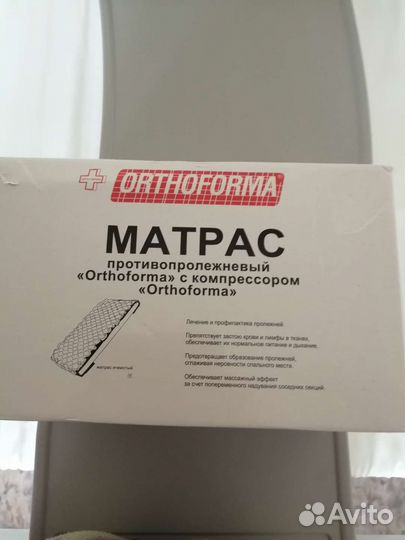 ORTHOFORMA
МАТРАС
противопролежневый
«Orthoforma» с компрессором
«Orthoforma»
Лечение и профилактика пролежней.
Препятствует застою крови и лимфы в тканях,
обеспечивает их нормальное питание и дыхание.
Предотвращает образование пролежней,
сглаживая неровности спального места.
Обеспечивает массажный эффект
за счет попеременного надувания соседних секций.
матрас ячеистый
Avito